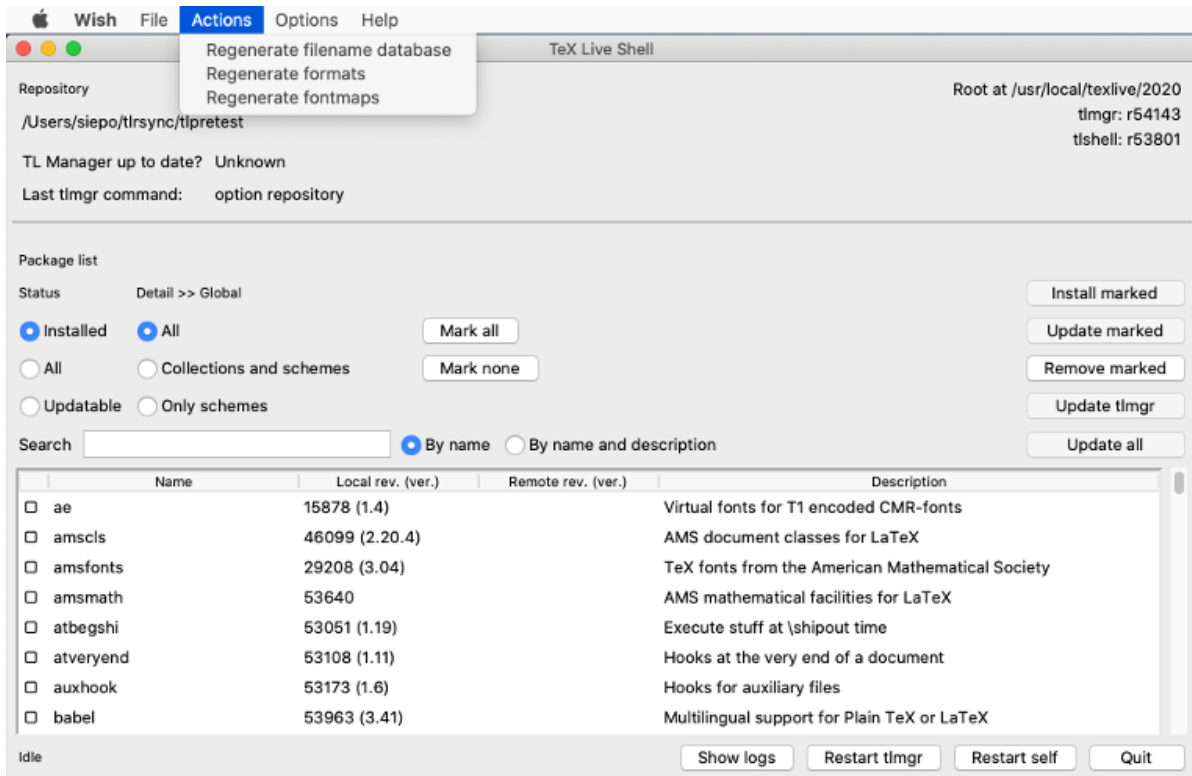 Wish File Actions Options Help
TeX Live Shell
Regenerate filename database
Regenerate formats
Regenerate fontmaps
Repository
/Users/siepo/tlrsync/tlpretest
Root at /usr/local/texlive/2020
tlmgr: r54143
tlshell: r53801
TL Manager up to date? Unknown
Last tlmgr command: option repository
Package list
Status Detail >> Global Install marked
Installed All Mark all Update marked
All Collections and schemes Mark none Remove marked
Updatable Only schemes Update tlmgr
Search By name By name and description Update all
Name Local rev. (ver.) Remote rev. (ver.) Description
ae 15878 (1.4) Virtual fonts for T1 encoded CMR-fonts
amscls 46099 (2.20.4) AMS document classes for LaTeX
amsfonts 29208 (3.04) TeX fonts from the American Mathematical Society
amsmath 53640 AMS mathematical facilities for LaTeX
atbegshi 53051 (1.19) Execute stuff at \shipout time
atveryend 53108 (1.11) Hooks at the very end of a document
auxhook 53173 (1.6) Hooks for auxiliary files
babel 53963 (3.41) Multilingual support for Plain TeX or LaTeX
Idle Show logs Restart tlmgr Restart self Quit